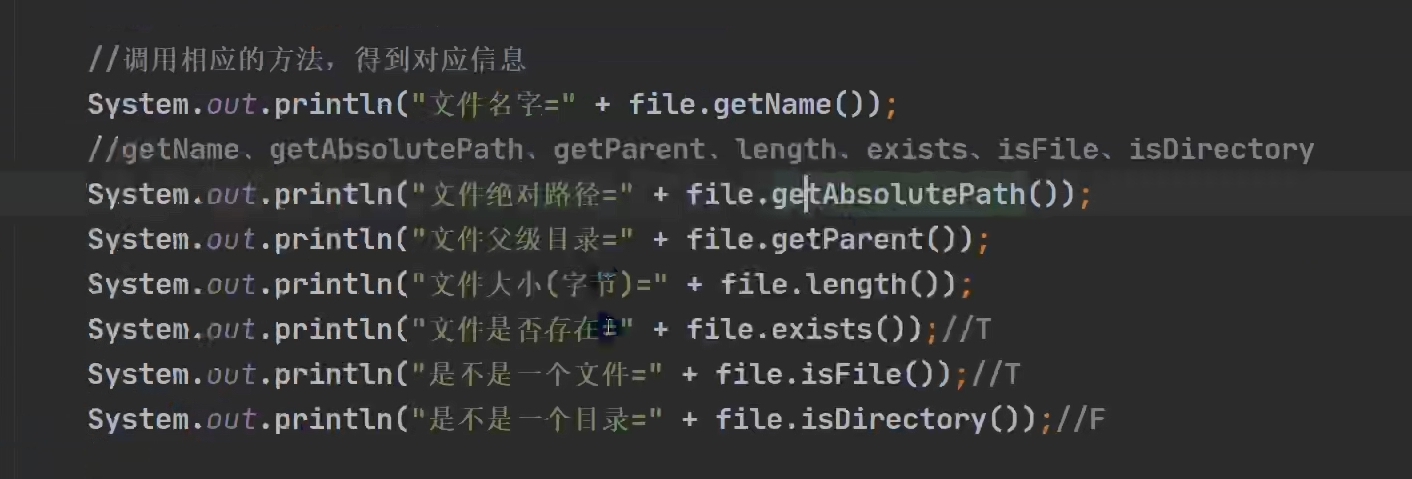 //调用相应的方法，得到对应信息
System.out.println("文件名字=" + file.getName());
//getName、getAbsolutePath、getParent、length、exists、isFile、isDirectory
System.out.println("文件绝对路径=" + file.getAbsolutePath());
System.out.println("文件父级目录=" + file.getParent());
System.out.println("文件大小(字节)=" + file.length());
System.out.println("文件是否存在=" + file.exists());//T
System.out.println("是不是一个文件=" + file.isFile());//T
System.out.println("是不是一个目录=" + file.isDirectory());//F